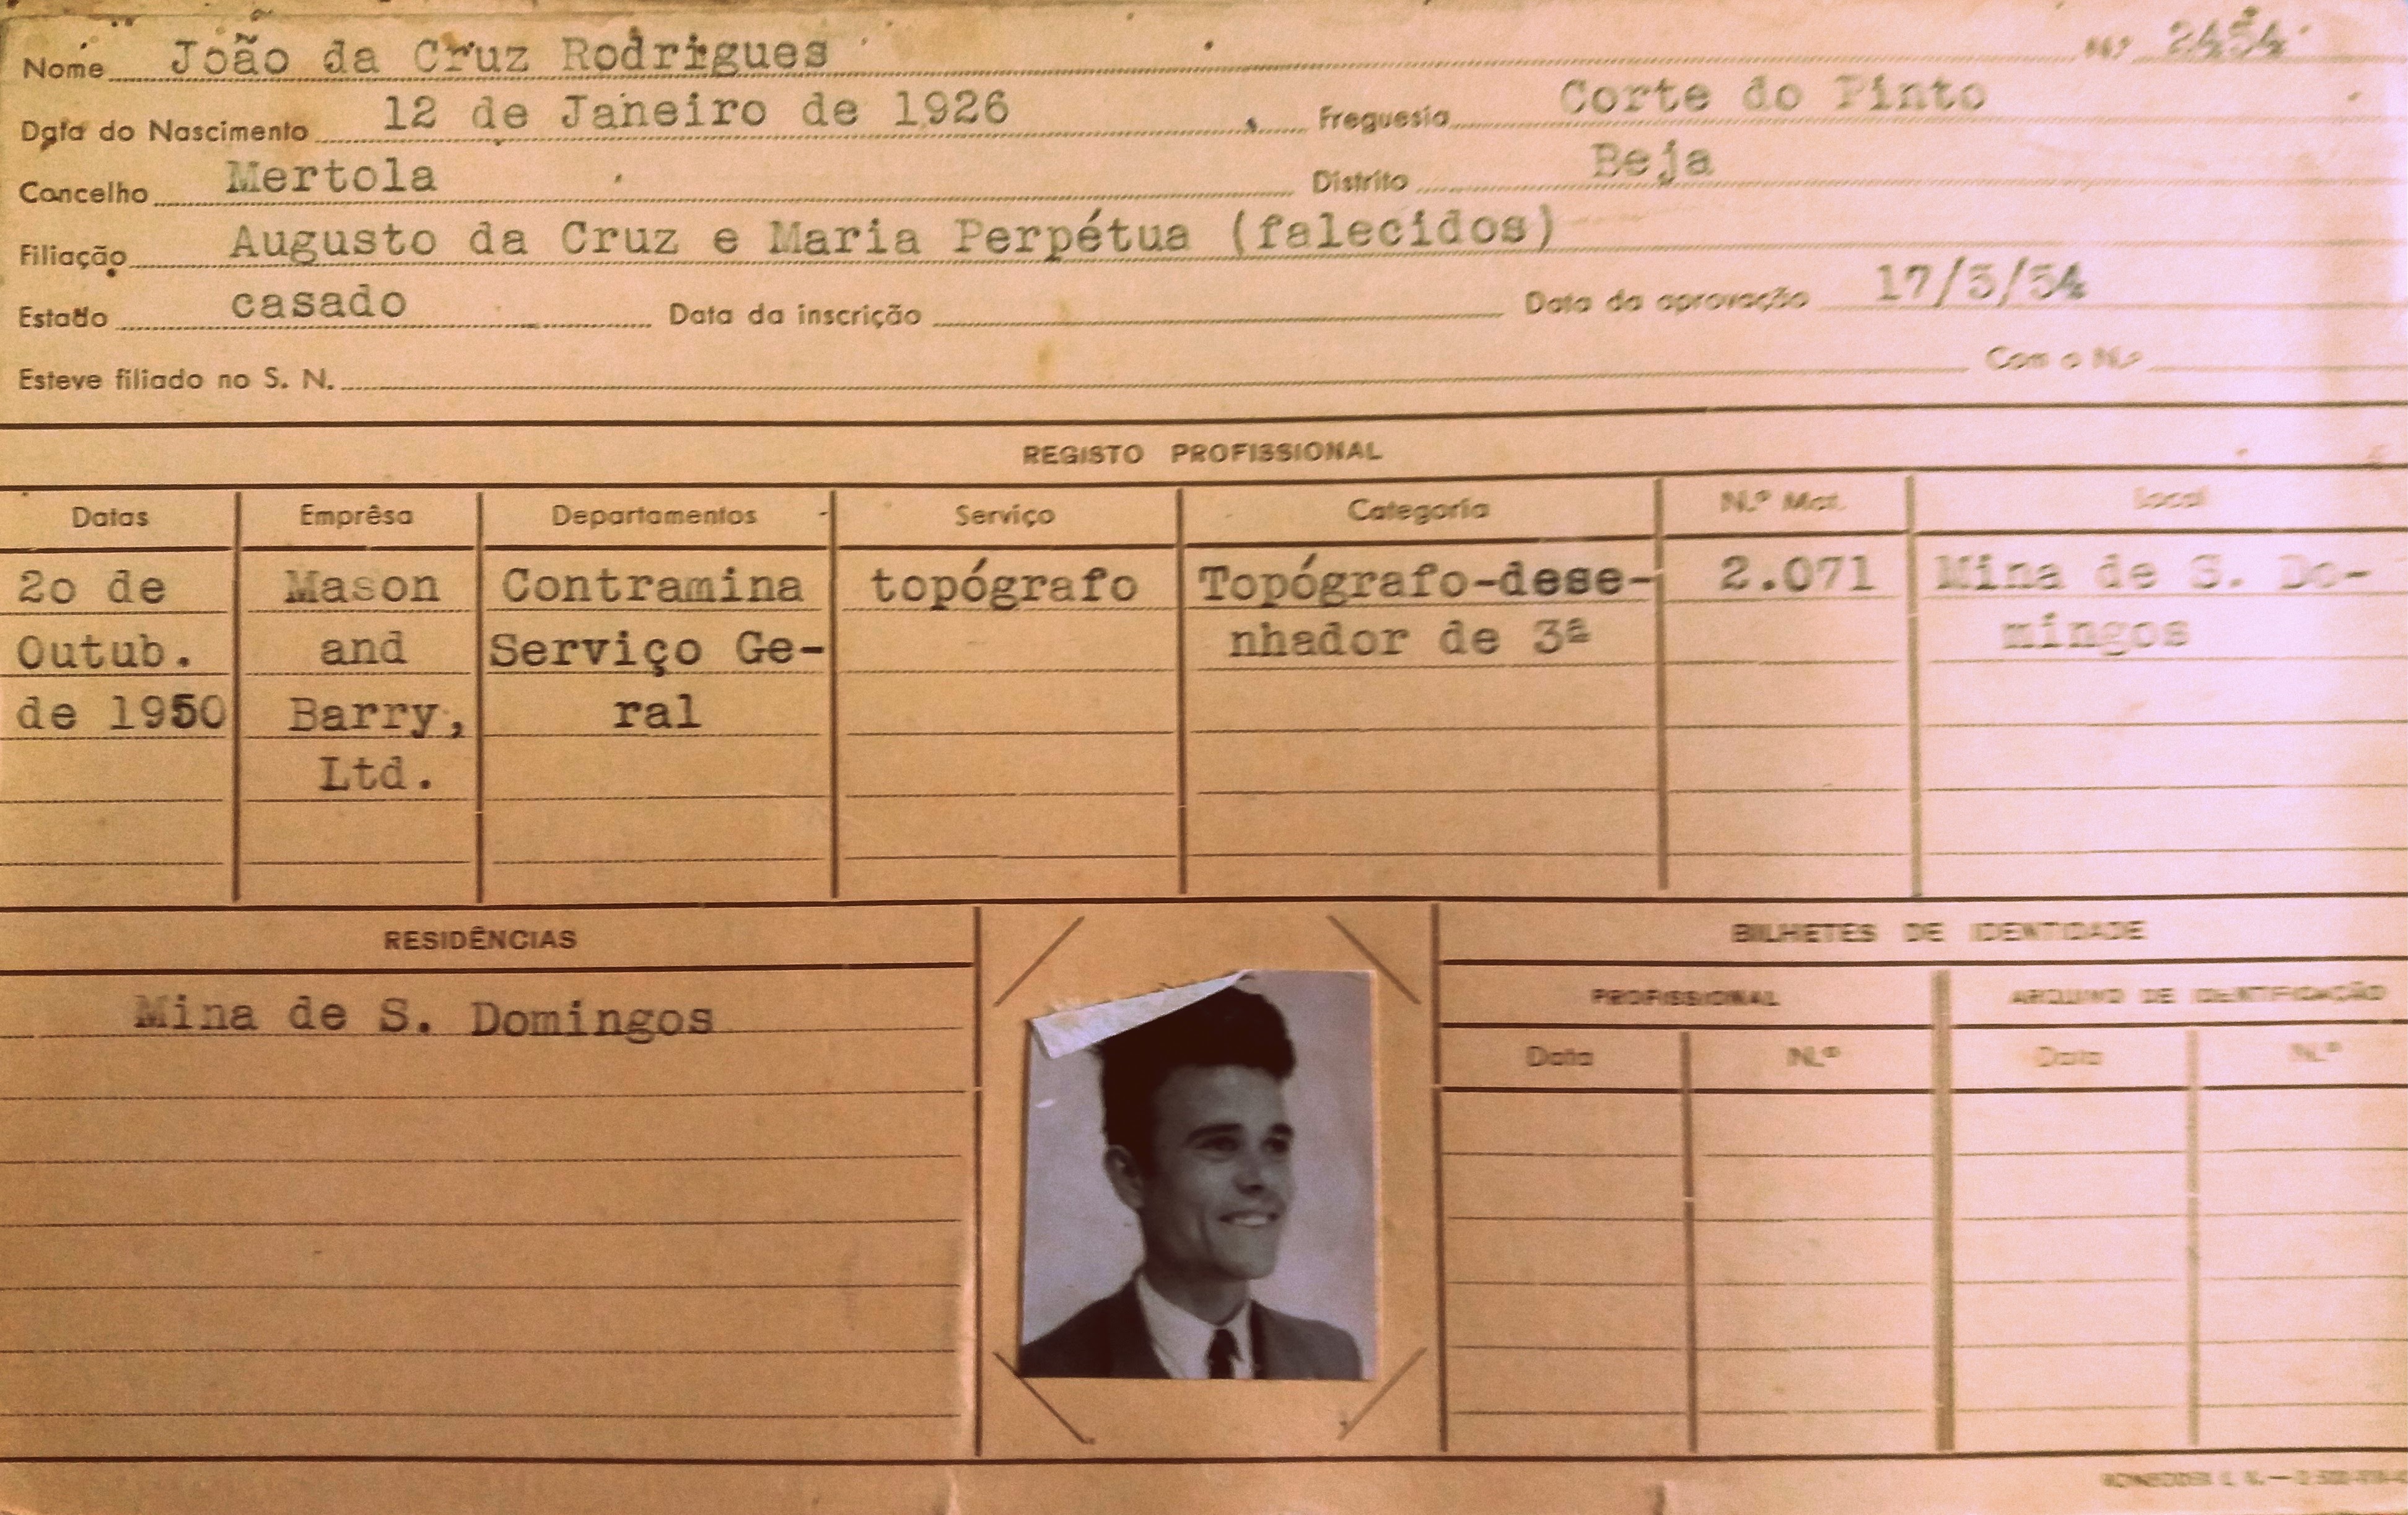 Nome João da Cruz Rodrigues Nº 2454
Data do Nascimento 12 de Janeiro de 1926 Freguesia Corte do Pinto
Concelho Mertola Distrito Beja
Filiação Augusto da Cruz e Maria Perpétua (falecidos)
Estado casado Data da inscrição Data da aprovação 17/5/54
Esteve filiado no S. N. Com o N.º
REGISTO PROFISSIONAL
Datas Emprêsa Departamentos Serviço Categoria N.º Mat. Local
2o de Mason Contramina topógrafo Topógrafo-dese- 2.071 Mina de S. Do-
Outub. and Serviço Ge- nhador de 3ª mingos
de 1950 Barry, ral
Ltd.
RESIDÊNCIAS BILHETES DE IDENTIDADE
PROFISSIONAL ARQUIVO DE IDENTIFICAÇÃO
Mina de S. Domingos
Data N.º Data N.º